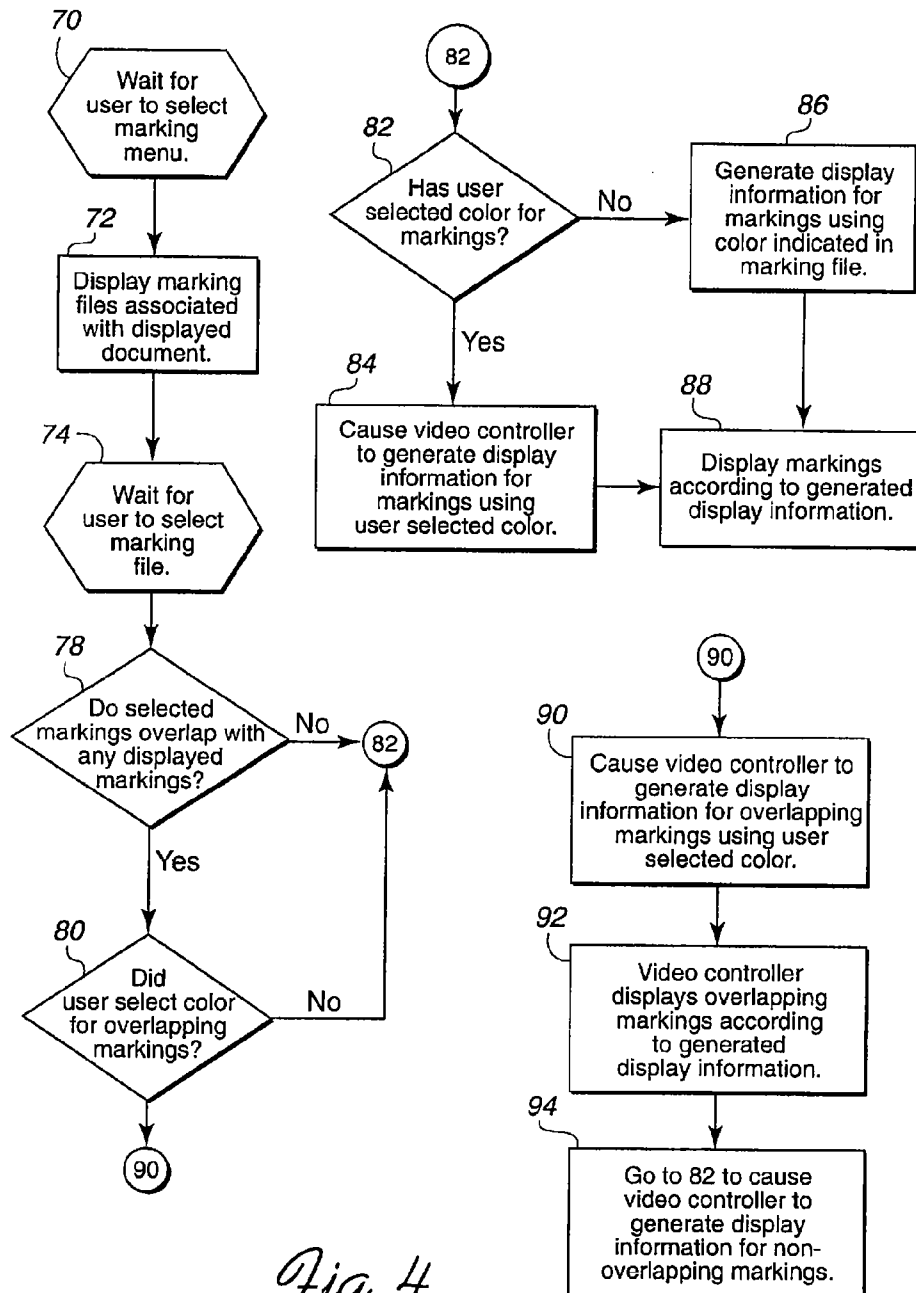 70
Wait for
user to select
marking
menu.
72
Display marking
files associated
with displayed
document.
74
Wait for
user to select
marking
file.
78
Do selected
markings overlap with
any displayed
markings?
No
82
Yes
80
Did
user select color
for overlapping
markings?
No
90
82
82
Has user
selected color for
markings?
No
Yes
86
Generate display
information for
markings using
color indicated in
marking file.
84
Cause video controller
to generate display
information for
markings using
user selected color.
88
Display markings
according to generated
display information.
90
90
Cause video controller to
generate display
information for overlapping
markings using user
selected color.
92
Video controller
displays overlapping
markings according
to generated
display information.
94
Go to 82 to cause
video controller to
generate display
information for non-
overlapping markings.
Fig. 4